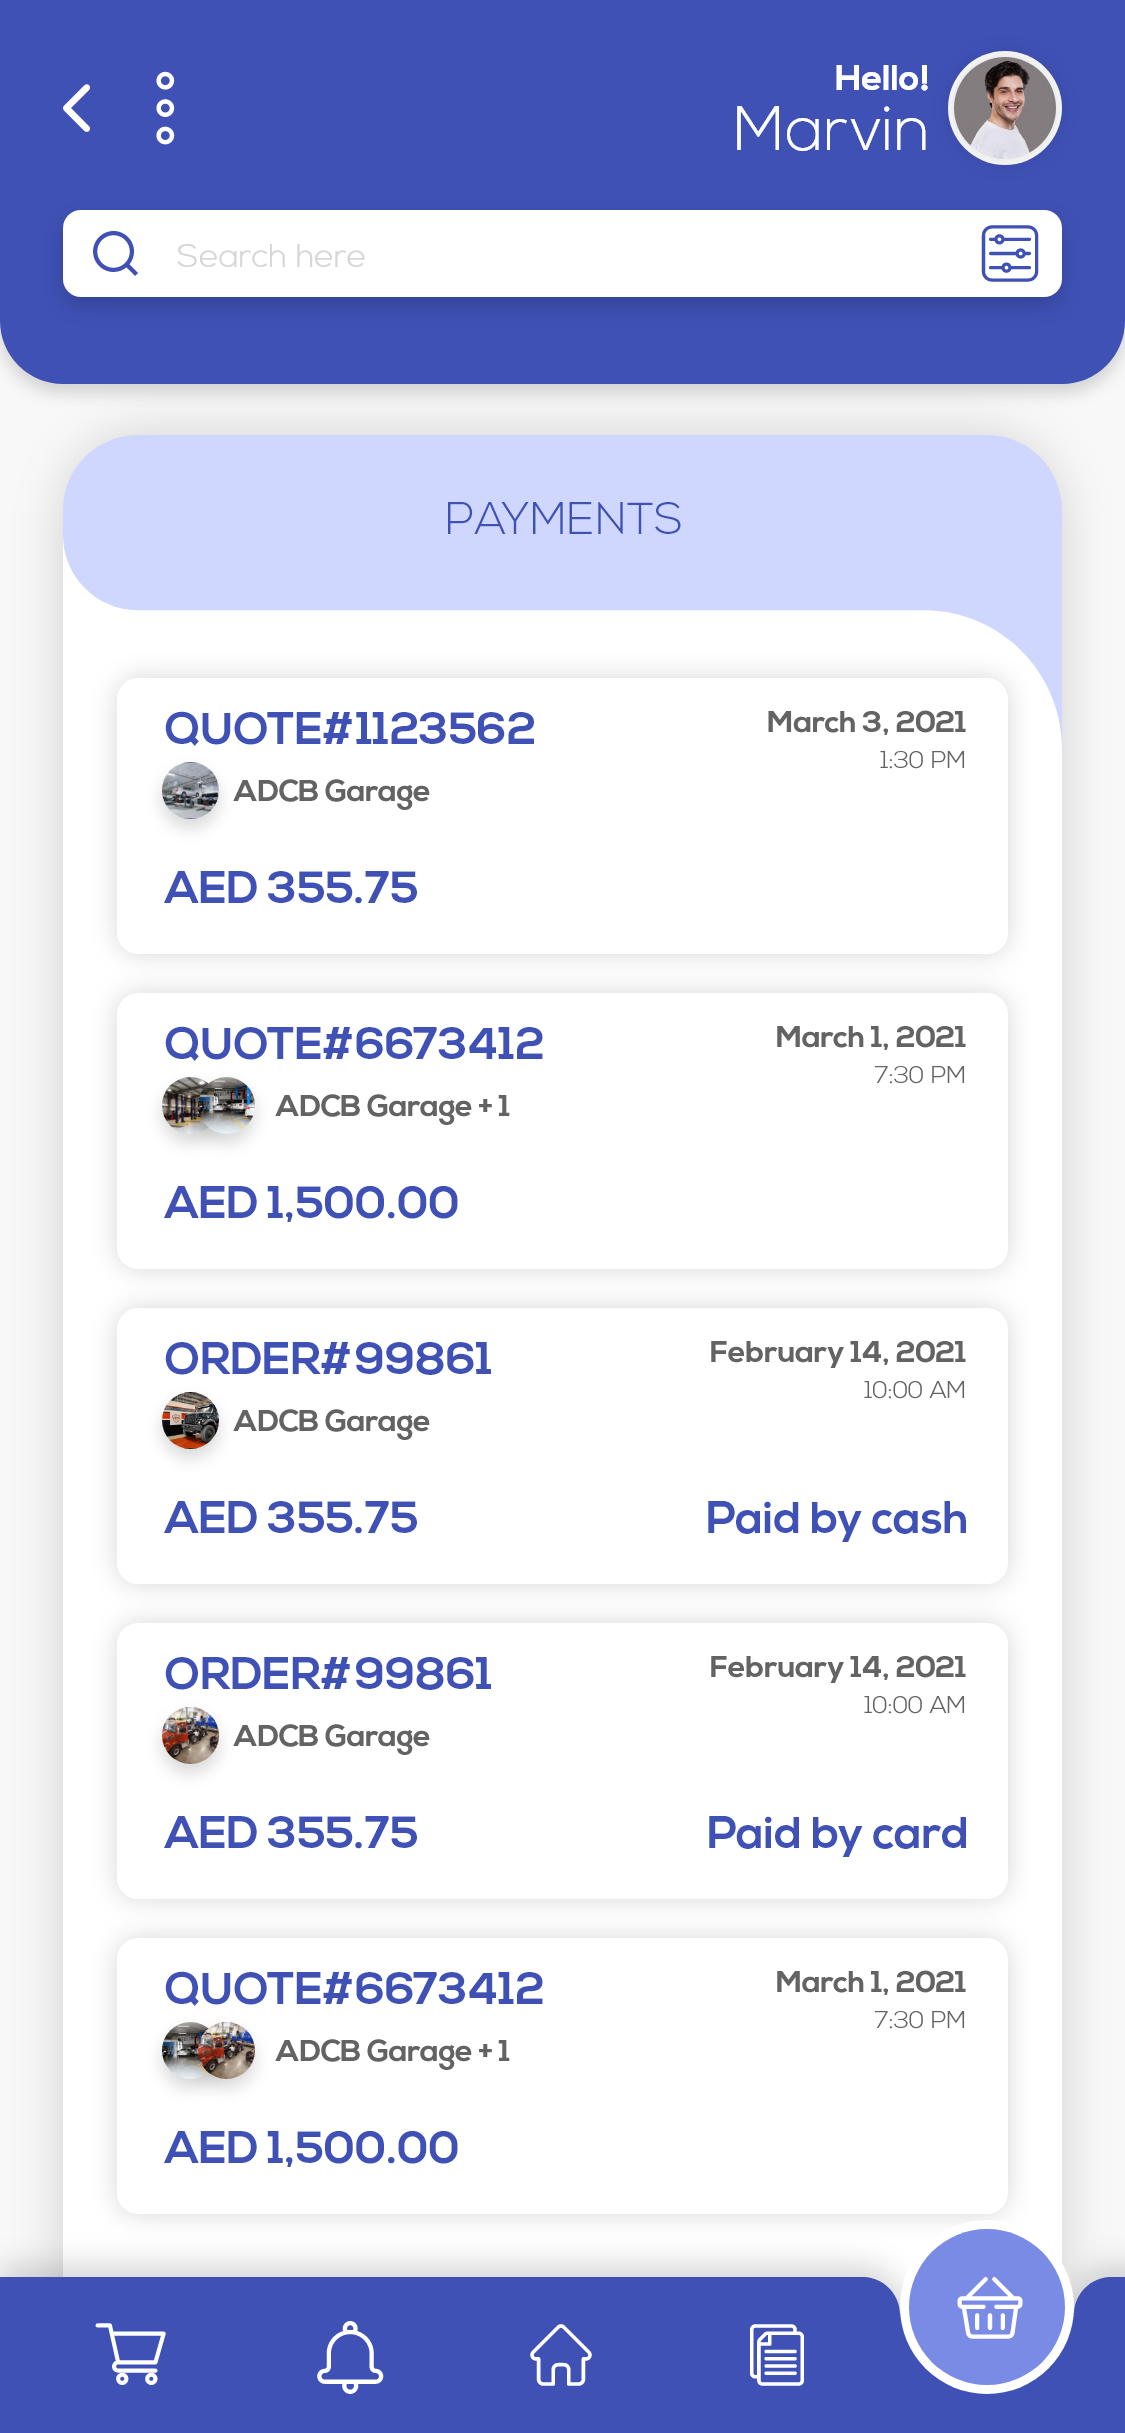 Hello!
Marvin
Search here
PAYMENTS
QUOTE#1123562
March 3, 2021
1:30 PM
ADCB Garage
AED 355.75
QUOTE#6673412
March 1, 2021
7:30 PM
ADCB Garage + 1
AED 1,500.00
ORDER#99861
February 14, 2021
10:00 AM
ADCB Garage
AED 355.75
Paid by cash
ORDER#99861
February 14, 2021
10:00 AM
ADCB Garage
AED 355.75
Paid by card
QUOTE#6673412
March 1, 2021
7:30 PM
ADCB Garage + 1
AED 1,500.00